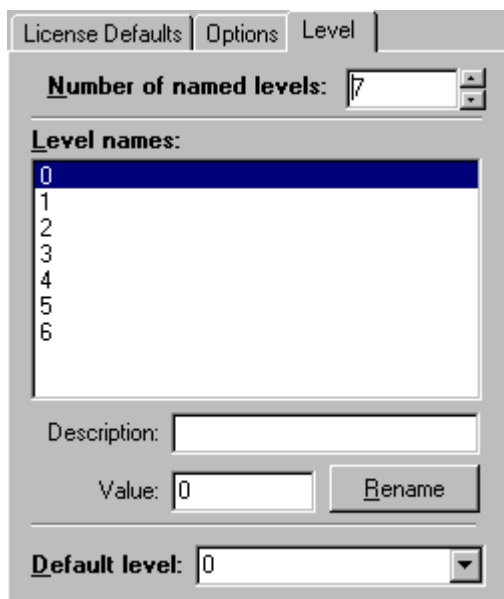 License Defaults Options Level
Number of named levels: 7
Level names:
0
1
2
3
4
5
6
Description:
Value: 0 Rename
Default level: 0